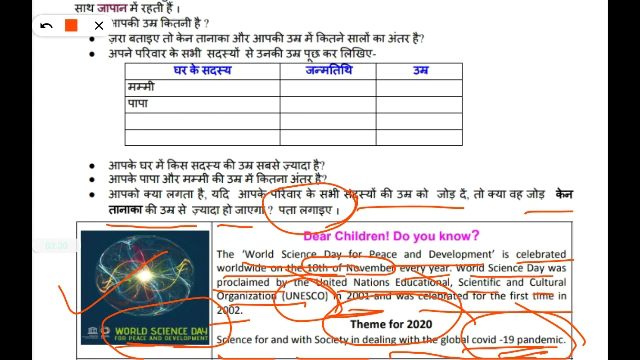 साथ जापान में रहती हैं ।
आपकी उम्र कितनी है ?
ज़रा बताइए तो केन तानाका और आपकी उम्र में कितने सालों का अंतर है?
अपने परिवार के सभी सदस्यों से उनकी उम्र पूछ कर लिखिए-
घर के सदस्य जन्मतिथि उम्र
मम्मी
पापा
आपके घर में किस सदस्य की उम्र सबसे ज़्यादा है?
आपके पापा और मम्मी की उम्र में कितना अंतर है?
आपको क्या लगता है, यदि आपके परिवार के सभी सदस्यों की उम्र को जोड़ दें, तो क्या वह जोड़ केन
तानाका की उम्र से ज़्यादा हो जाएगा ? पता लगाइए ।
Dear Children! Do you know?
The 'World Science Day for Peace and Development' is celebrated
worldwide on the 10th of November every year. World Science Day was
proclaimed by the United Nations Educational, Scientific and Cultural
Organization (UNESCO) in 2001 and was celebrated for the first time in
2002.
WORLD SCIENCE DAY
FOR PEACE AND DEVELOPMENT
Theme for 2020
Science for and with Society in dealing with the global covid -19 pandemic.